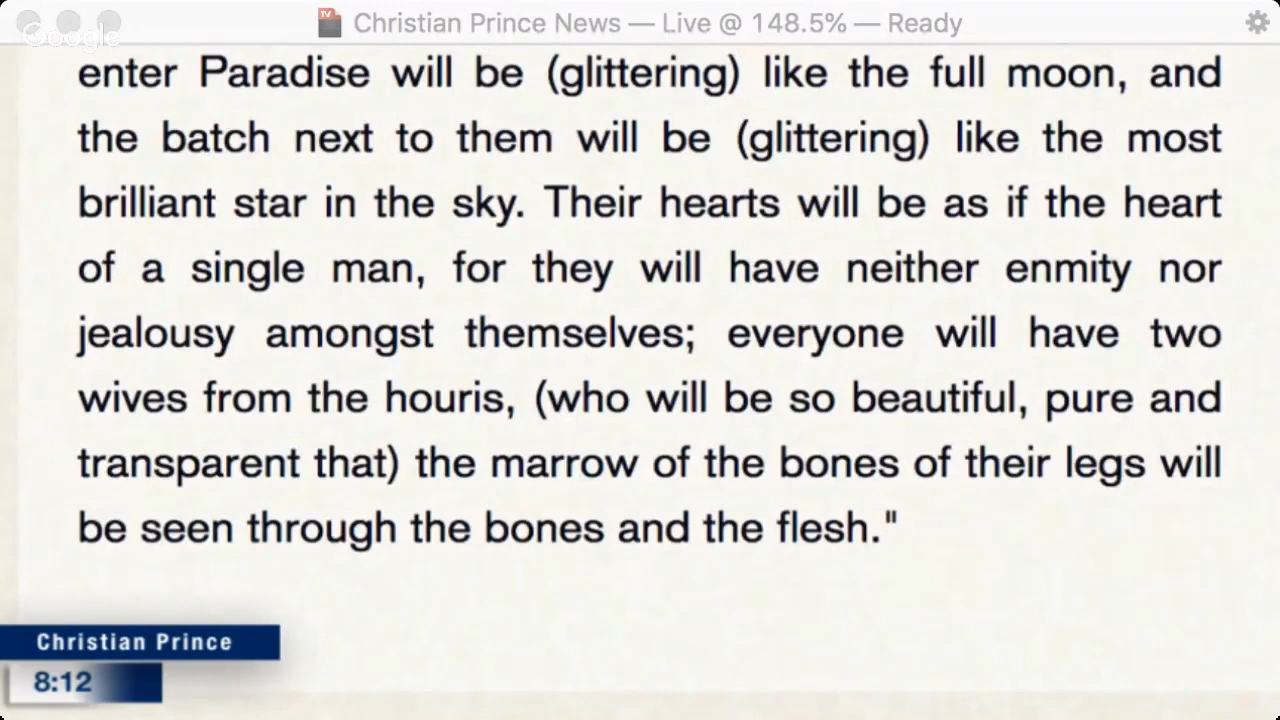 Google
TV
Christian Prince News — Live @ 148.5% — Ready
enter Paradise will be (glittering) like the full moon, and
the batch next to them will be (glittering) like the most
brilliant star in the sky. Their hearts will be as if the heart
of a single man, for they will have neither enmity nor
jealousy amongst themselves; everyone will have two
wives from the houris, (who will be so beautiful, pure and
transparent that) the marrow of the bones of their legs will
be seen through the bones and the flesh."
Christian Prince
8:12